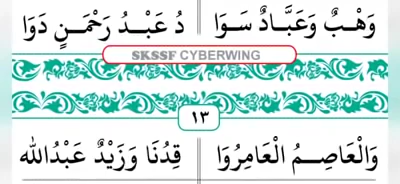 وَهْبٌ وَعَبَّادٌ سَوَا دُ عَبْدُ رَحْمٰنٍ دَوَا
SKSSF CYBERWING
١٣
وَالْعَاصِمُ الْعَامِرُوَا قِدُنَا وَزَيْدٌ عَبْدُالله